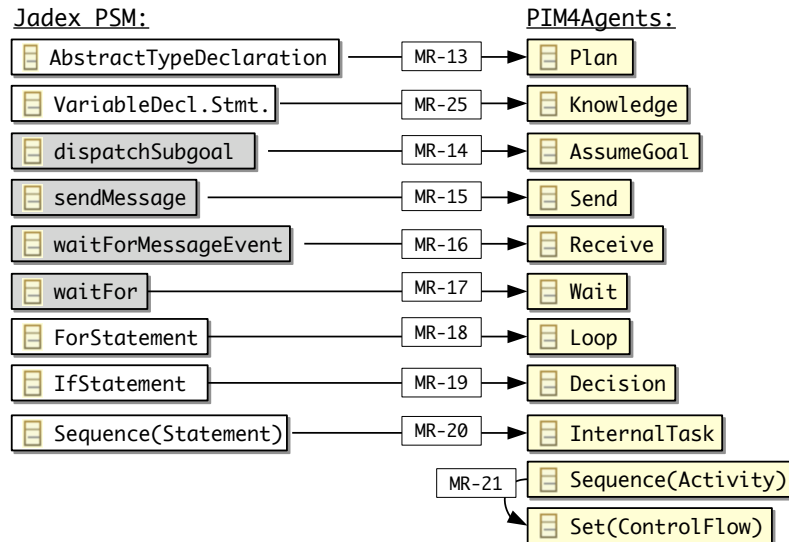 Jadex PSM: PIM4Agents:
AbstractTypeDeclaration MR-13 Plan
VariableDecl.Stmt. MR-25 Knowledge
dispatchSubgoal MR-14 AssumeGoal
sendMessage MR-15 Send
waitForMessageEvent MR-16 Receive
waitFor MR-17 Wait
ForStatement MR-18 Loop
IfStatement MR-19 Decision
Sequence(Statement) MR-20 InternalTask
MR-21 Sequence(Activity)
Set(ControlFlow)